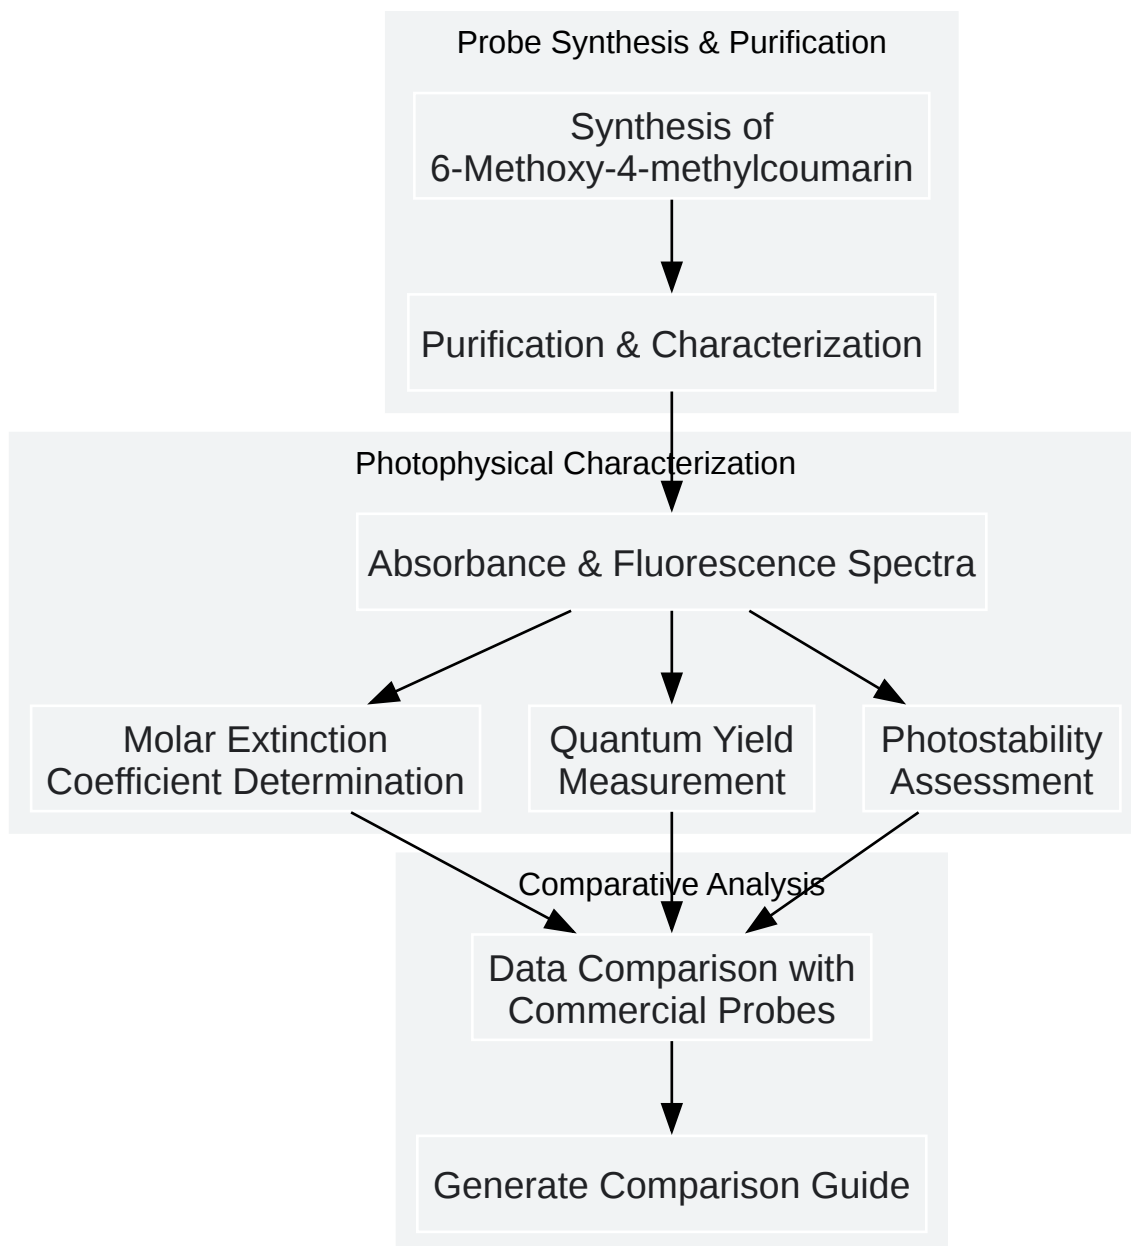 Probe Synthesis & Purification
Synthesis of
6-Methoxy-4-methylcoumarin
Purification & Characterization
Photophysical Characterization
Absorbance & Fluorescence Spectra
Molar Extinction
Coefficient Determination
Quantum Yield
Measurement
Photostability
Assessment
Comparative Analysis
Data Comparison with
Commercial Probes
Generate Comparison Guide